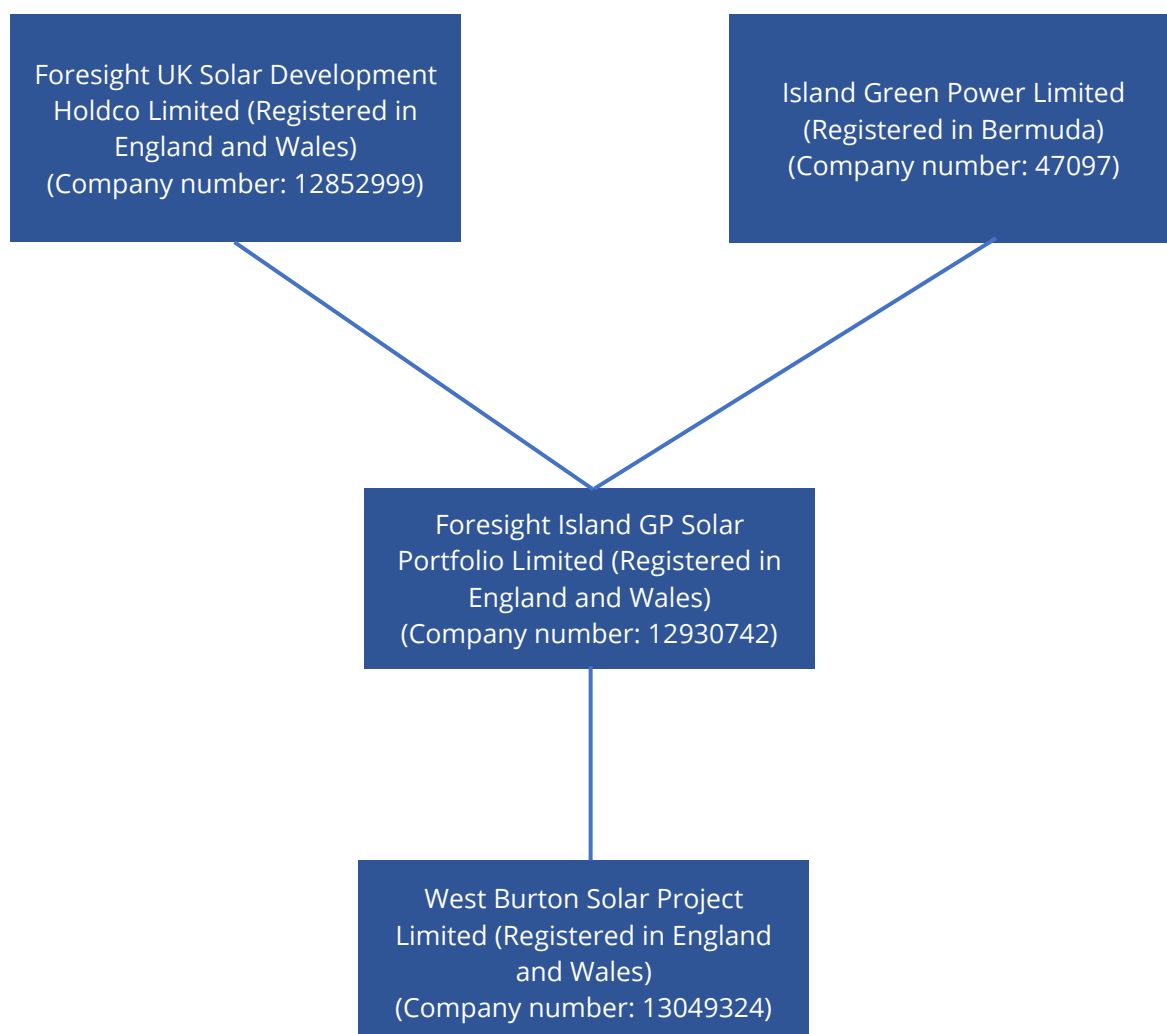 Foresight UK Solar Development
Holdco Limited (Registered in
England and Wales)
(Company number: 12852999)
Island Green Power Limited
(Registered in Bermuda)
(Company number: 47097)
Foresight Island GP Solar
Portfolio Limited (Registered in
England and Wales)
(Company number: 12930742)
West Burton Solar Project
Limited (Registered in England
and Wales)
(Company number: 13049324)